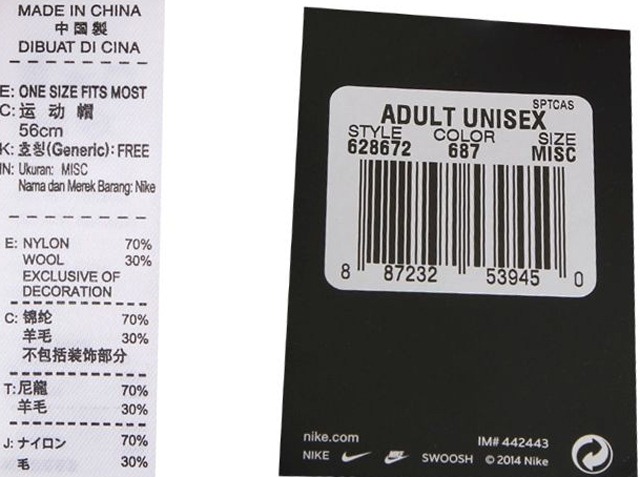 MADE IN CHINA
中国製
DIBUAT DI CINA
E: ONE SIZE FITS MOST
C: 运动帽
56cm
K: 호칭(Generic): FREE
IN: Ukuran: MISC
Nama dan Merek Barang: Nike
E: NYLON 70%
WOOL 30%
EXCLUSIVE OF
DECORATION
C: 锦纶 70%
羊毛 30%
不包括装饰部分
T: 尼龍 70%
羊毛 30%
J: ナイロン 70%
毛 30%
SPTCAS
ADULT UNISEX
STYLE COLOR SIZE
628672 687 MISC
8 87232 53945 0
nike.com IM# 442443
NIKE SWOOSH © 2014 Nike